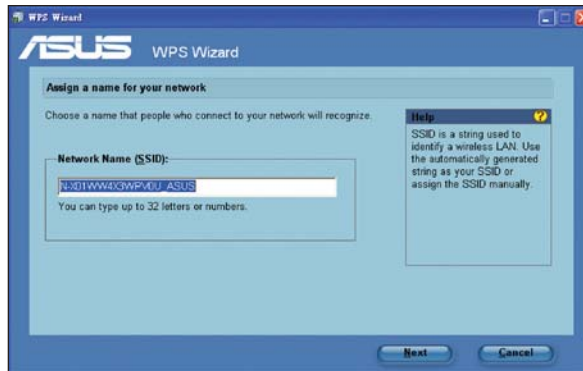 WPS Wizard
ASUS WPS Wizard
Assign a name for your network
Choose a name that people who connect to your network will recognize.
Network Name (SSID):
N-X01WW4X3WPV0U_ASUS
You can type up to 32 letters or numbers.
Help
SSID is a string used to
identify a wireless LAN. Use
the automatically generated
string as your SSID or
assign the SSID manually.
Next
Cancel